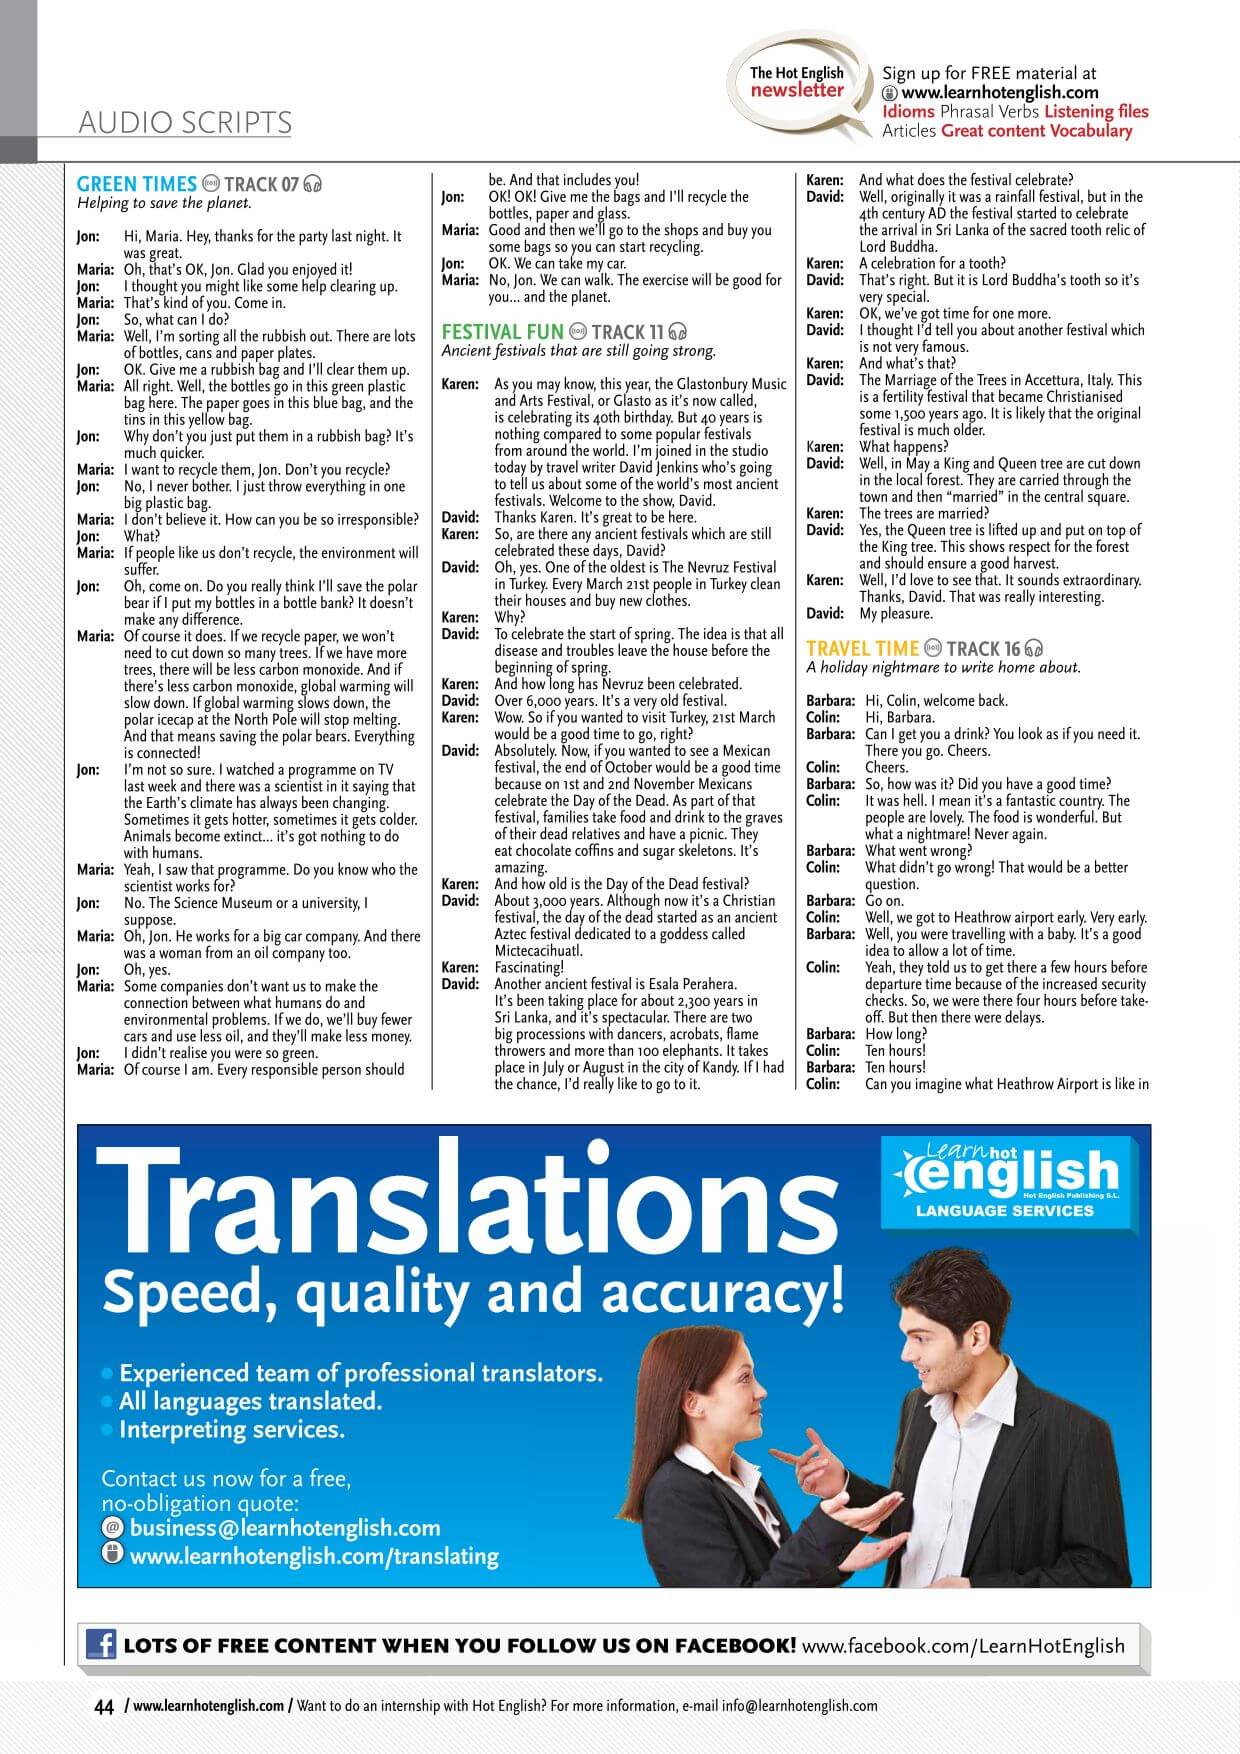 The Hot English
newsletter
Sign up for FREE material at
www.learnhotenglish.com
Idioms Phrasal Verbs Listening files
Articles Great content Vocabulary
AUDIO SCRIPTS
GREEN TIMES TRACK 07
Helping to save the planet.
Jon: Hi, Maria. Hey, thanks for the party last night. It
was great.
Maria: Oh, that's OK, Jon. Glad you enjoyed it!
Jon: I thought you might like some help clearing up.
Maria: That's kind of you. Come in.
Jon: So, what can I do?
Maria: Well, I'm sorting all the rubbish out. There are lots
of bottles, cans and paper plates.
Jon: OK. Give me a rubbish bag and I'll clear them up.
Maria: All right. Well, the bottles go in this green plastic
bag here. The paper goes in this blue bag, and the
tins in this yellow bag.
Jon: Why don't you just put them in a rubbish bag? It's
much quicker.
Maria: I want to recycle them, Jon. Don't you recycle?
Jon: No, I never bother. I just throw everything in one
big plastic bag.
Maria: I don't believe it. How can you be so irresponsible?
Jon: What?
Maria: If people like us don't recycle, the environment will
suffer.
Jon: Oh, come on. Do you really think I'll save the polar
bear if I put my bottles in a bottle bank? It doesn't
make any difference.
Maria: Of course it does. If we recycle paper, we won't
need to cut down so many trees. If we have more
trees, there will be less carbon monoxide. And if
there's less carbon monoxide, global warming will
slow down. If global warming slows down, the
polar icecap at the North Pole will stop melting.
And that means saving the polar bears. Everything
is connected!
Jon: I'm not so sure. I watched a programme on TV
last week and there was a scientist in it saying that
the Earth's climate has always been changing.
Sometimes it gets hotter, sometimes it gets colder.
Animals become extinct... it's got nothing to do
with humans.
Maria: Yeah, I saw that programme. Do you know who the
scientist works for?
Jon: No. The Science Museum or a university, I
suppose.
Maria: Oh, Jon. He works for a big car company. And there
was a woman from an oil company too.
Jon: Oh, yes.
Maria: Some companies don't want us to make the
connection between what humans do and
environmental problems. If we do, we'll buy fewer
cars and use less oil, and they'll make less money.
Jon: I didn't realise you were so green.
Maria: Of course I am. Every responsible person should
be. And that includes you!
Jon: OK! OK! Give me the bags and I'll recycle the
bottles, paper and glass.
Maria: Good and then we'll go to the shops and buy you
some bags so you can start recycling.
Jon: OK. We can take my car.
Maria: No, Jon. We can walk. The exercise will be good for
you... and the planet.
FESTIVAL FUN TRACK 11
Ancient festivals that are still going strong.
Karen: As you may know, this year, the Glastonbury Music
and Arts Festival, or Glasto as it's now called,
is celebrating its 40th birthday. But 40 years is
nothing compared to some popular festivals
from around the world. I'm joined in the studio
today by travel writer David Jenkins who's going
to tell us about some of the world's most ancient
festivals. Welcome to the show, David.
David: Thanks Karen. It's great to be here.
Karen: So, are there any ancient festivals which are still
celebrated these days, David?
David: Oh, yes. One of the oldest is The Nevruz Festival
in Turkey. Every March 21st people in Turkey clean
their houses and buy new clothes.
Karen: Why?
David: To celebrate the start of spring. The idea is that all
disease and troubles leave the house before the
beginning of spring.
Karen: And how long has Nevruz been celebrated.
David: Over 6,000 years. It's a very old festival.
Karen: Wow. So if you wanted to visit Turkey, 21st March
would be a good time to go, right?
David: Absolutely. Now, if you wanted to see a Mexican
festival, the end of October would be a good time
because on 1st and 2nd November Mexicans
celebrate the Day of the Dead. As part of that
festival, families take food and drink to the graves
of their dead relatives and have a picnic. They
eat chocolate coffins and sugar skeletons. It's
amazing.
Karen: And how old is the Day of the Dead festival?
David: About 3,000 years. Although now it's a Christian
festival, the day of the dead started as an ancient
Aztec festival dedicated to a goddess called
Mictecacihuatl.
Karen: Fascinating!
David: Another ancient festival is Esala Perahera.
It's been taking place for about 2,300 years in
Sri Lanka, and it's spectacular. There are two
big processions with dancers, acrobats, flame
throwers and more than 100 elephants. It takes
place in July or August in the city of Kandy. If I had
the chance, I'd really like to go to it.
Karen: And what does the festival celebrate?
David: Well, originally it was a rainfall festival, but in the
4th century AD the festival started to celebrate
the arrival in Sri Lanka of the sacred tooth relic of
Lord Buddha.
Karen: A celebration for a tooth?
David: That's right. But it is Lord Buddha's tooth so it's
very special.
Karen: OK, we've got time for one more.
David: I thought I'd tell you about another festival which
is not very famous.
Karen: And what's that?
David: The Marriage of the Trees in Accettura, Italy. This
is a fertility festival that became Christianised
some 1,500 years ago. It is likely that the original
festival is much older.
Karen: What happens?
David: Well, in May a King and Queen tree are cut down
in the local forest. They are carried through the
town and then “married” in the central square.
Karen: The trees are married?
David: Yes, the Queen tree is lifted up and put on top of
the King tree. This shows respect for the forest
and should ensure a good harvest.
Karen: Well, I'd love to see that. It sounds extraordinary.
Thanks, David. That was really interesting.
David: My pleasure.
TRAVEL TIME TRACK 16
A holiday nightmare to write home about.
Barbara: Hi, Colin, welcome back.
Colin: Hi, Barbara.
Barbara: Can I get you a drink? You look as if you need it.
There you go. Cheers.
Colin: Cheers.
Barbara: So, how was it? Did you have a good time?
Colin: It was hell. I mean it's a fantastic country. The
people are lovely. The food is wonderful. But
what a nightmare! Never again.
Barbara: What went wrong?
Colin: What didn't go wrong! That would be a better
question.
Barbara: Go on.
Colin: Well, we got to Heathrow airport early. Very early.
Barbara: Well, you were travelling with a baby. It's a good
idea to allow a lot of time.
Colin: Yeah, they told us to get there a few hours before
departure time because of the increased security
checks. So, we were there four hours before take-
off. But then there were delays.
Barbara: How long?
Colin: Ten hours!
Barbara: Ten hours!
Colin: Can you imagine what Heathrow Airport is like in
Translations
Speed, quality and accuracy!
Learn hot
english
Hot English Publishing S.L.
LANGUAGE SERVICES
• Experienced team of professional translators.
• All languages translated.
• Interpreting services.
Contact us now for a free,
no-obligation quote:
@ business@learnhotenglish.com
www.learnhotenglish.com/translating
f LOTS OF FREE CONTENT WHEN YOU FOLLOW US ON FACEBOOK! www.facebook.com/LearnHotEnglish
44 / www.learnhotenglish.com / Want to do an internship with Hot English? For more information, e-mail info@learnhotenglish.com